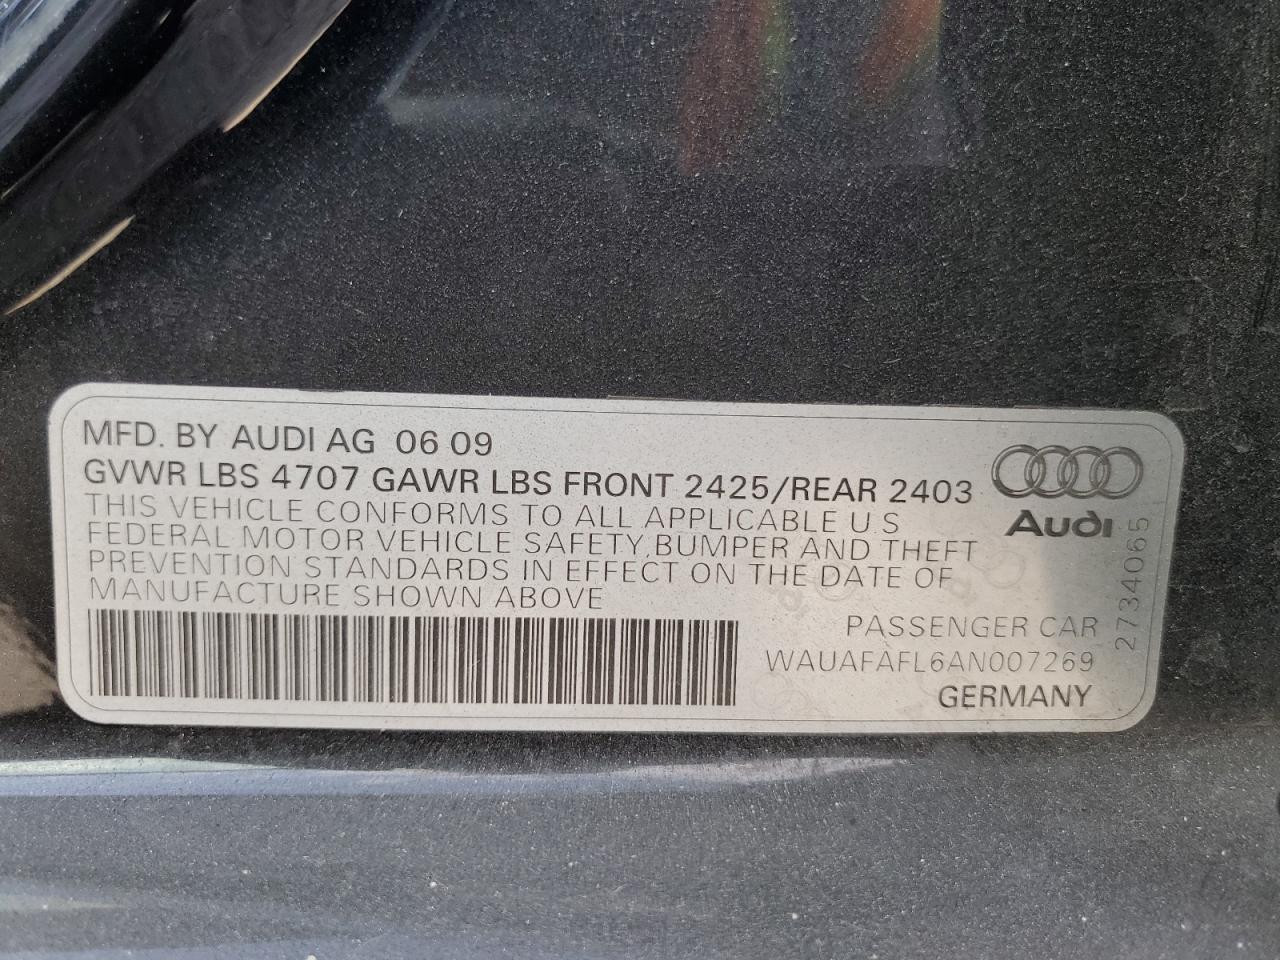 MFD. BY AUDI AG 06 09
GVWR LBS 4707 GAWR LBS FRONT 2425/REAR 2403
THIS VEHICLE CONFORMS TO ALL APPLICABLE U S
FEDERAL MOTOR VEHICLE SAFETY, BUMPER AND THEFT
PREVENTION STANDARDS IN EFFECT ON THE DATE OF
MANUFACTURE SHOWN ABOVE
Audi
PASSENGER CAR
WAUAFAFL6AN007269
GERMANY
2734065